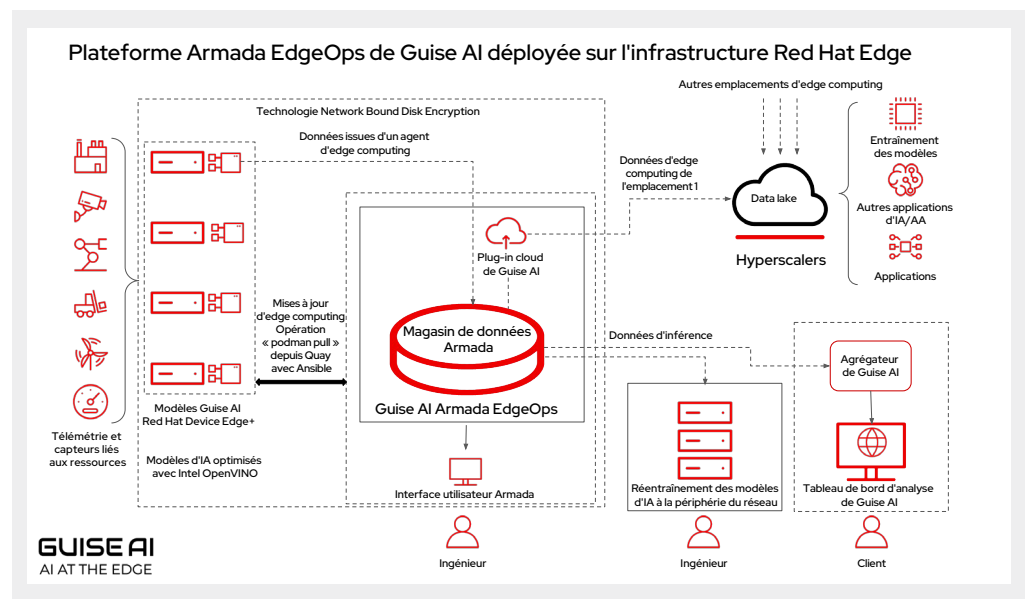 Plateforme Armada EdgeOps de Guise AI déployée sur l'infrastructure Red Hat Edge
Technologie Network Bound Disk Encryption
Données issues d'un agent
d'edge computing
Télémétrie et
capteurs liés
aux ressources
Modèles Guise AI
Red Hat Device Edge+
Modèles d'IA optimisés
avec Intel OpenVINO
Mises à jour
d'edge computing
Opération
« podman pull »
depuis Quay
avec Ansible
Plug-in cloud
de Guise AI
Magasin de données
Armada
Guise AI Armada EdgeOps
Interface utilisateur Armada
Ingénieur
Données d'edge
computing de
l'emplacement 1
Autres emplacements d'edge computing
Data lake
Hyperscalers
Entraînement
des modèles
Autres applications
d'IA/AA
Applications
Données d'inférence
Réentraînement des modèles
d'IA à la périphérie du réseau
Ingénieur
Agrégateur
de Guise AI
Tableau de bord d'analyse
de Guise AI
Client
GUISE AI
AI AT THE EDGE